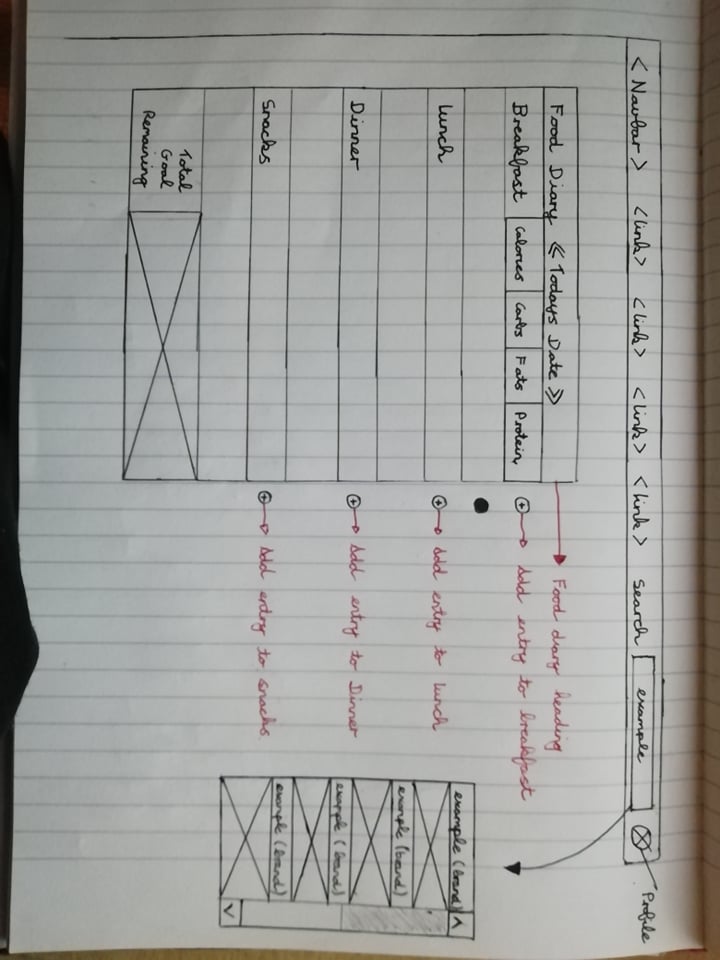 <Navbar> <link> <link> <link> <link> search example
Profile
Food Diary << Todays Date >>
Food diary heading
Breakfast Calories Carbs Fats Protein
Add entry to breakfast
Lunch
Add entry to lunch
Dinner
Add entry to Dinner
Snacks
Add entry to snacks
Total
Goal
Remaining
example (brand)
example (brand)
example (brand)
example (brand)